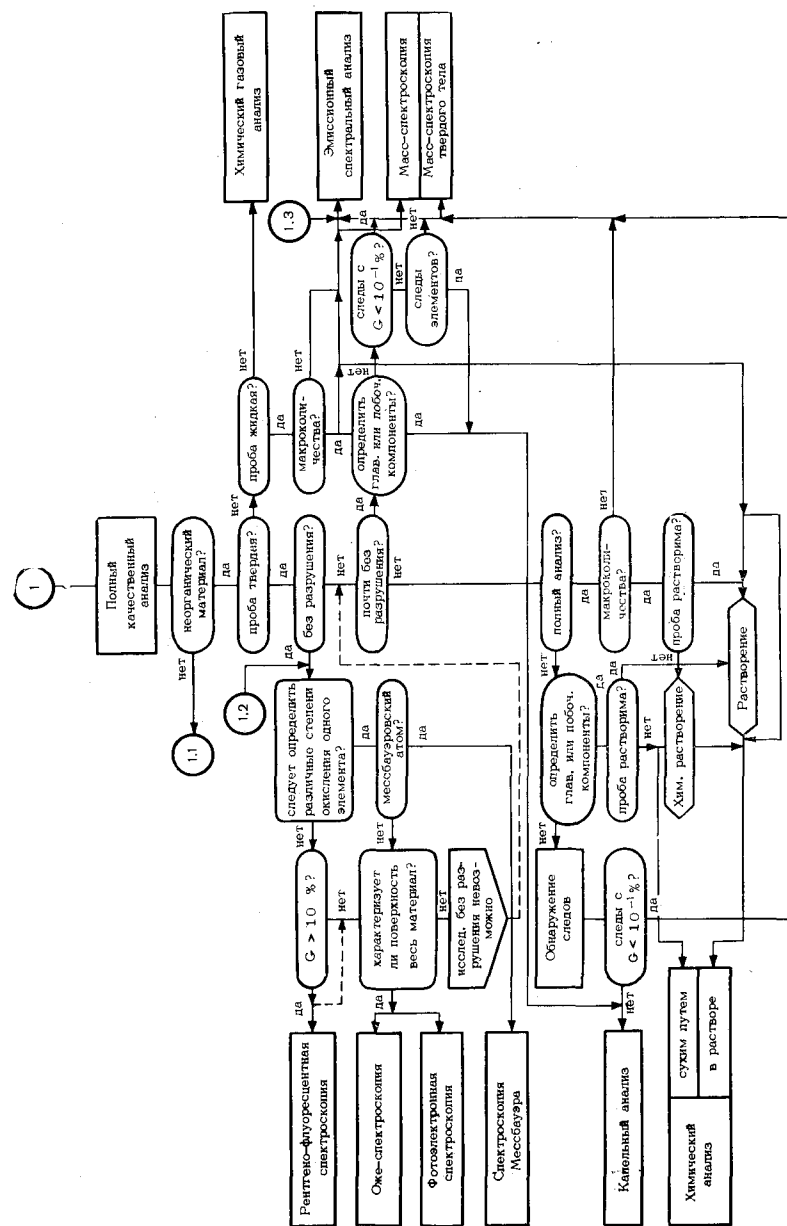 1
Полный
качественный
анализ
неорганический
материал?
нет
1.1
да
проба твердая?
нет
проба жидкая?
нет
Химический газовый
анализ
да
макроколи-
чества?
нет
да
да
без разрушения?
да
1.2
нет
следует определить
различные степени
окисления одного
элемента?
нет
G > 10 %?
да
Рентгено-флуоресцентная
спектроскопия
нет
да
мессбауеровский
атом?
нет
да
характеризует
ли поверхность
весь материал?
да
Оже-спектроскопия
Фотоэлектронная
спектроскопия
нет
исслед. без раз-
рушения невоз-
можно
Спектроскопия
Мессбауэра
почти без
разрушения?
да
определить
глав. или побоч.
компоненты?
нет
да
следы с
G < 10⁻¹ %?
да
нет
следы
элементов?
нет
да
1.3
Эмиссионный
спектральный анализ
Масс-спектроскопия
Масс-спектроскопия
твердого тела
нет
полный анализ?
нет
да
макроколи-
чества?
нет
да
проба растворима?
нет
да
Растворение
определить
глав. или побоч.
компоненты?
нет
да
проба растворима?
да
нет
Хим. растворение
Обнаружение
следов
следы с
G < 10⁻¹%?
да
нет
Капельный анализ
Химический
анализ
сухим путем
в растворе